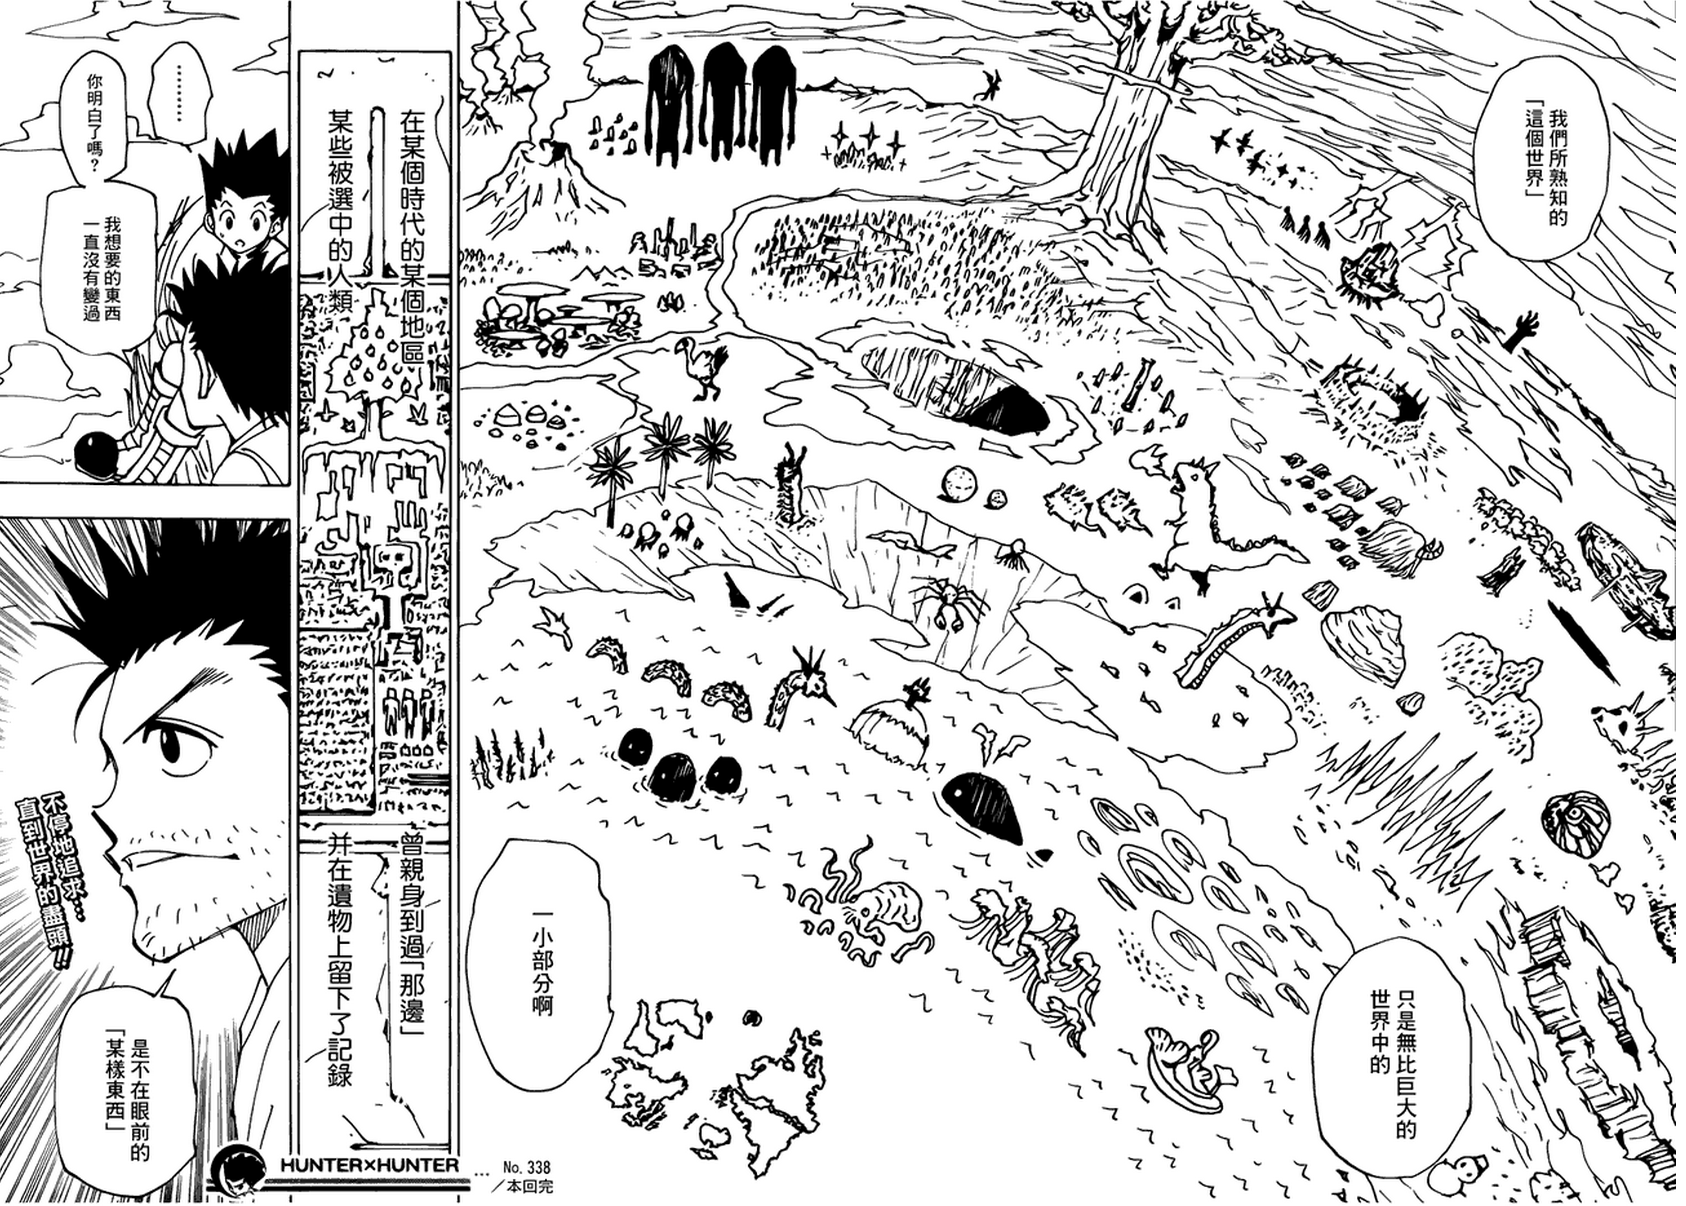 我們所熟知的
「這個世界」
只是無比巨大的
世界中的
一小部分啊
在某個時代的某個地區
某些被選中的人類
曾親身到過「那邊」
并在遺物上留下了記錄
………
你明白了嗎?
我想要的東西
一直沒有變過
是不在眼前的
「某樣東西」
不停地追求…
直到世界的盡頭!!
HUNTER×HUNTER
… No.338
／本回完